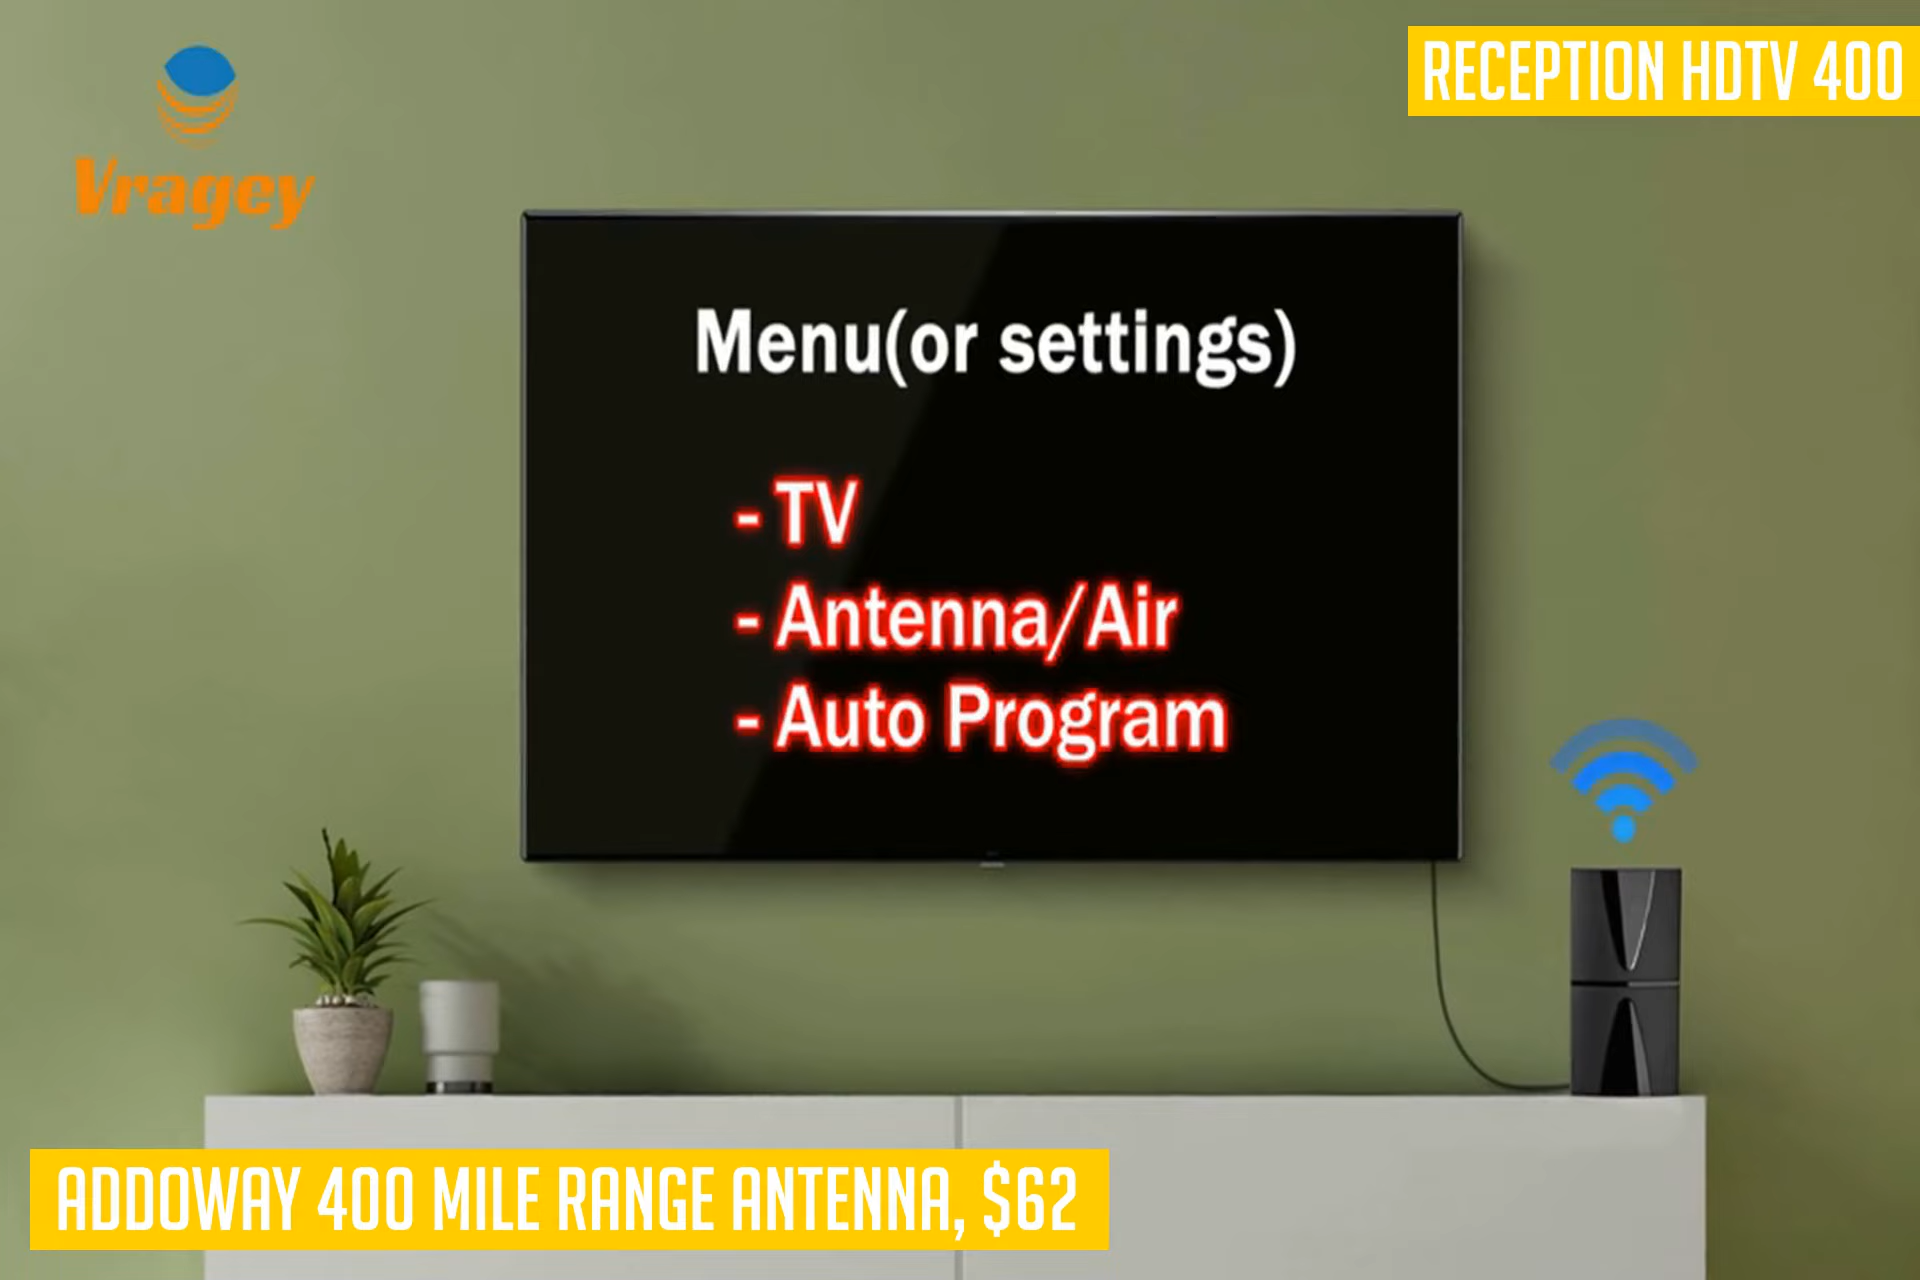 Vragey
RECEPTION HDTV 400
Menu(or settings)
- TV
- Antenna/Air
- Auto Program
ADDOWAY 400 MILE RANGE ANTENNA, $62